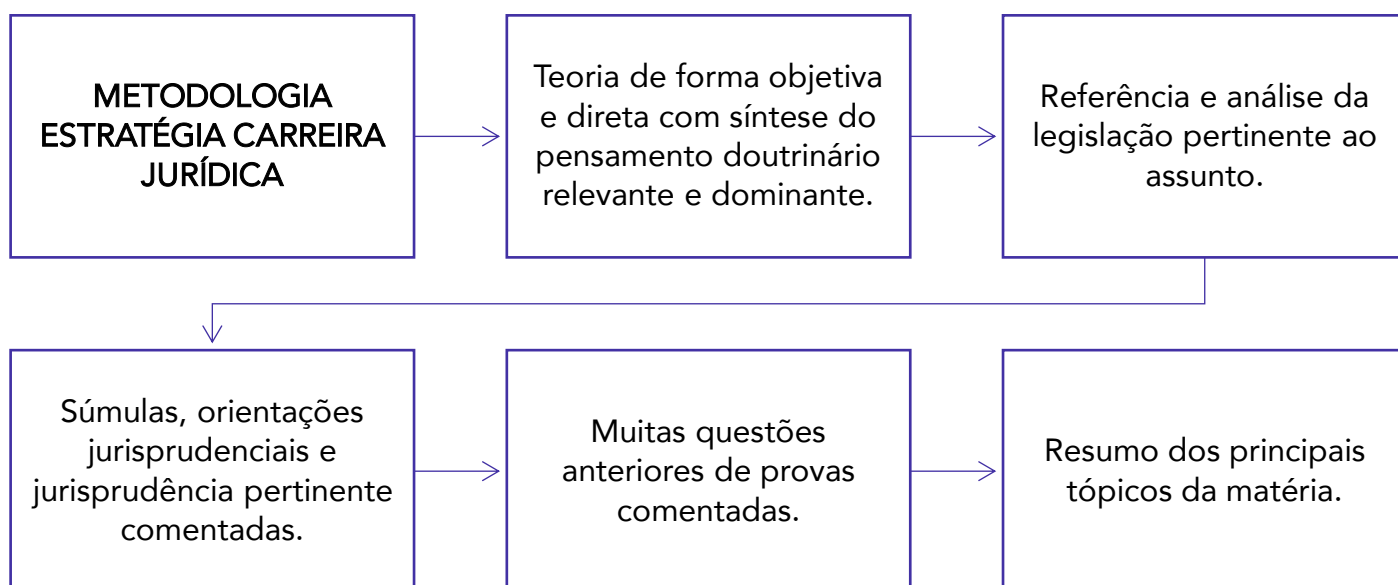 METODOLOGIA
ESTRATÉGIA CARREIRA
JURÍDICA
Teoria de forma objetiva
e direta com síntese do
pensamento doutrinário
relevante e dominante.
Referência e análise da
legislação pertinente ao
assunto.
Súmulas, orientações
jurisprudenciais e
jurisprudência pertinente
comentadas.
Muitas questões
anteriores de provas
comentadas.
Resumo dos principais
tópicos da matéria.